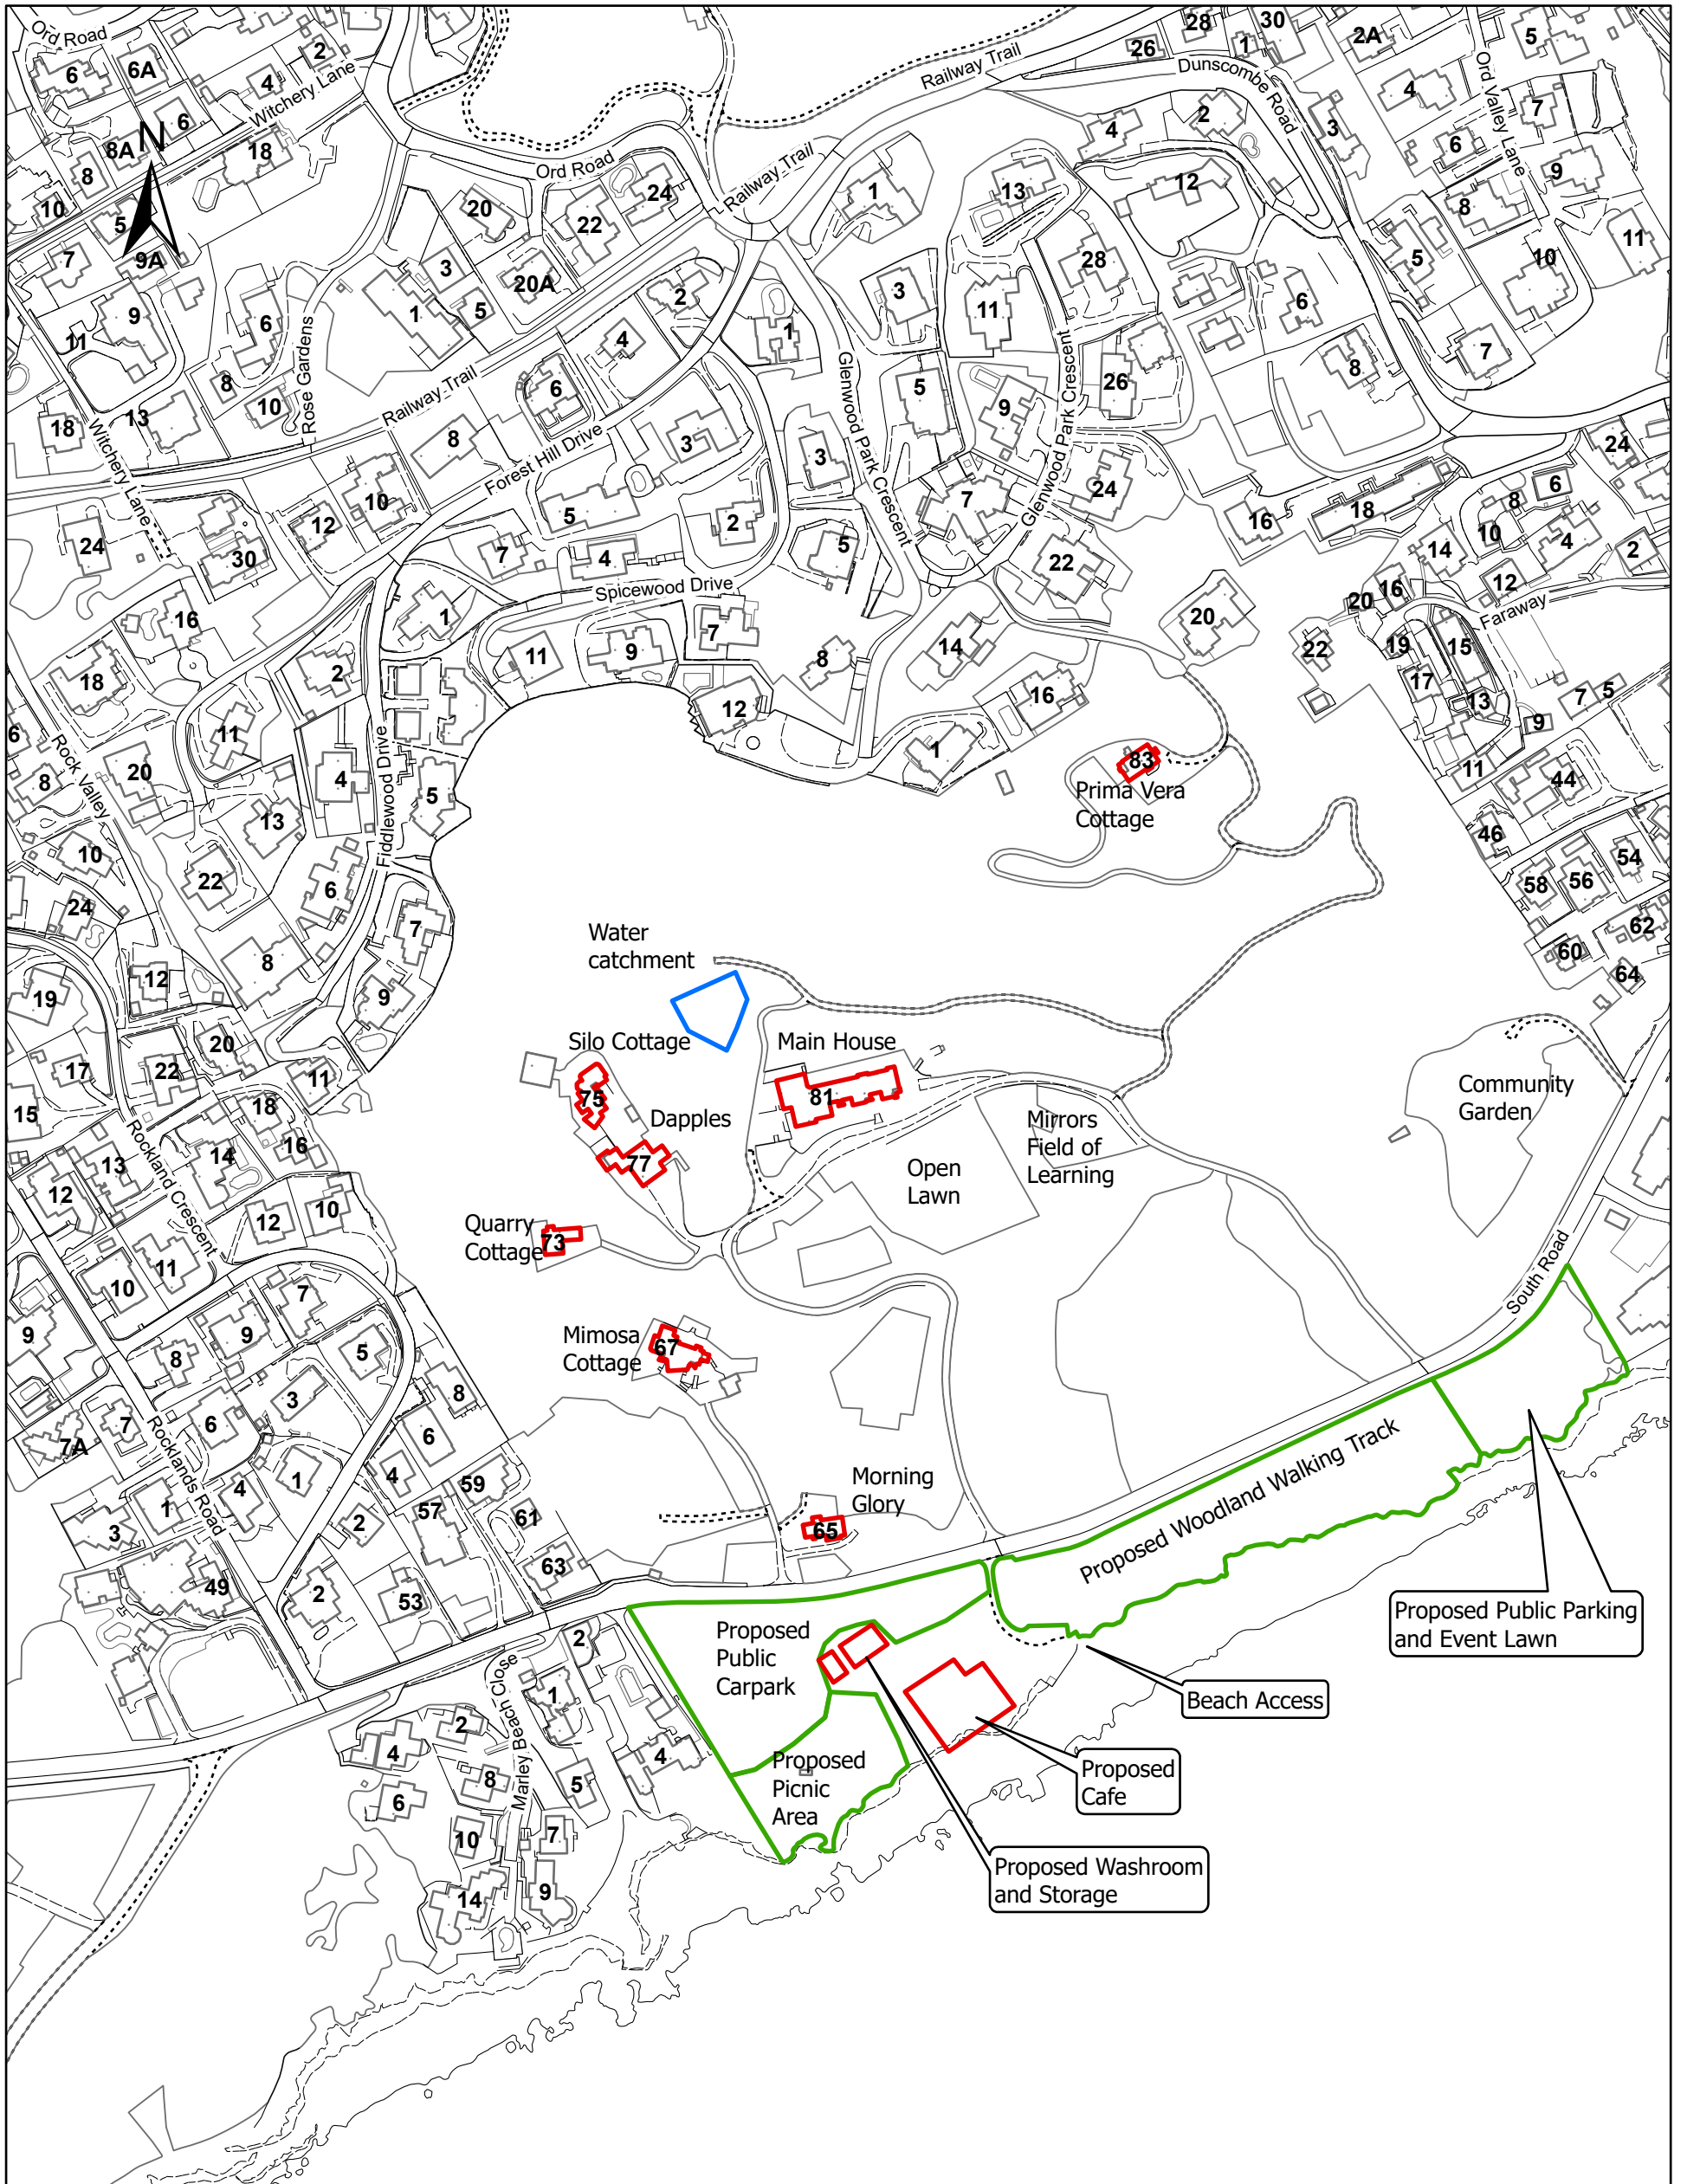 Ord Road
6
6A
4
2
Witchery Lane
6
8A
N
8
18
10
5
7
9A
9
11
6
8
10
Rose Gardens
13
18
Witchery Lane
Railway Trail
20
3
1
5
20A
22
24
Ord Road
Railway Trail
Railway Trail
26
28
1
30
Dunscombe Road
2A
5
Ord Valley Lane
4
7
3
6
9
8
11
5
10
4
2
12
13
1
28
3
11
6
7
8
2
4
1
6
5
26
9
Glenwood Park Crescent
Glenwood Park Crescent
Forest Hill Drive
8
3
3
10
12
5
2
7
24
16
18
24
6
8
10
4
2
14
12
24
30
7
4
5
22
Spicewood Drive
16
1
7
9
11
8
14
20
22
20
16
Faraway
19
15
17
13
7
5
9
18
2
12
1
16
11
44
11
Fiddlewood Drive
6
Rock Valley
8
20
4
5
83
Prima Vera
Cottage
46
13
10
22
6
58
56
54
24
7
62
60
64
8
12
9
19
Water
catchment
Silo Cottage
Main House
20
17
22
11
75
81
Community
Garden
15
18
Dapples
Mirrors
Field of
Learning
Rockland Crescent
16
14
13
77
Open
Lawn
12
10
12
Quarry
Cottage
73
11
10
South Road
7
9
9
Mimosa
Cottage
67
8
5
3
8
6
7
6
7A
Rocklands Road
4
1
4
59
Morning
Glory
Proposed Woodland Walking Track
1
57
61
65
3
2
49
2
53
63
Proposed Public Parking
and Event Lawn
2
Proposed
Public
Carpark
Marley Beach Close
1
Beach Access
2
4
4
8
5
6
Proposed
Picnic
Area
Proposed
Cafe
10
7
Proposed Washroom
and Storage
14
9